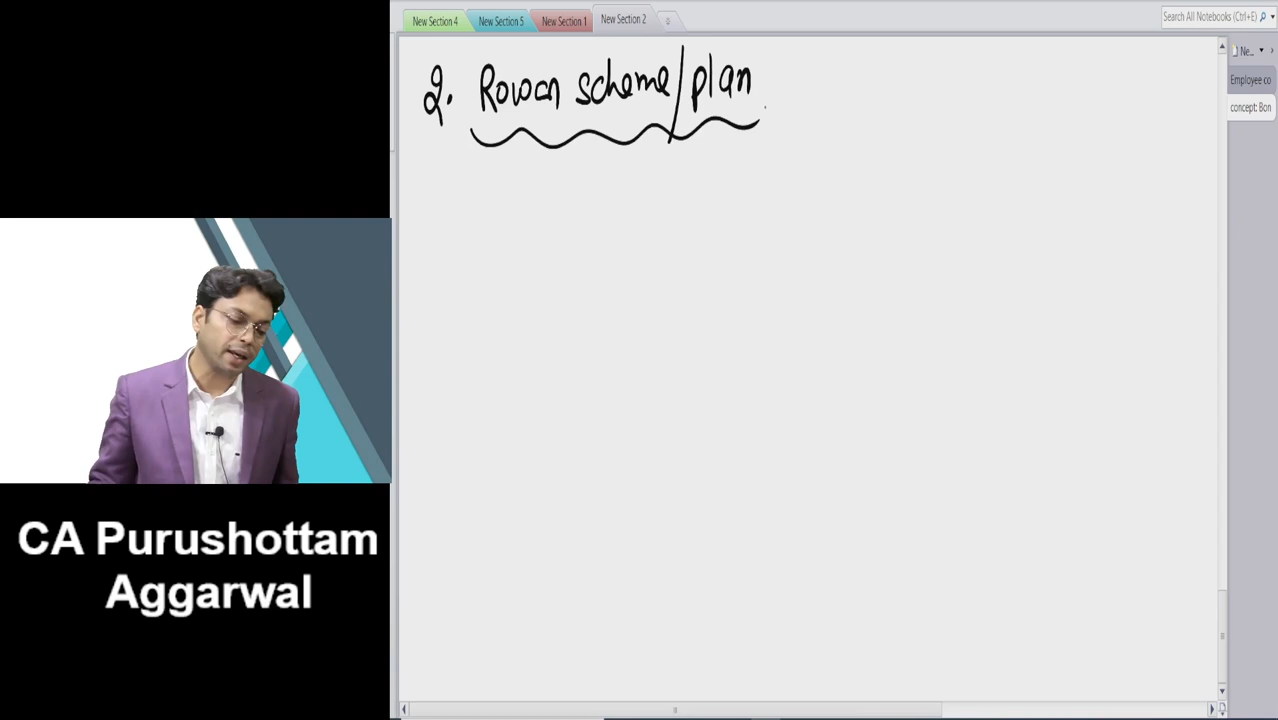 New Section 4
New Section 5
New Section 1
New Section 2
Search All Notebooks (Ctrl+E)
Ne...
Employee co
concept: Bon
2. Rowan scheme/plan
CA Purushottam
Aggarwal